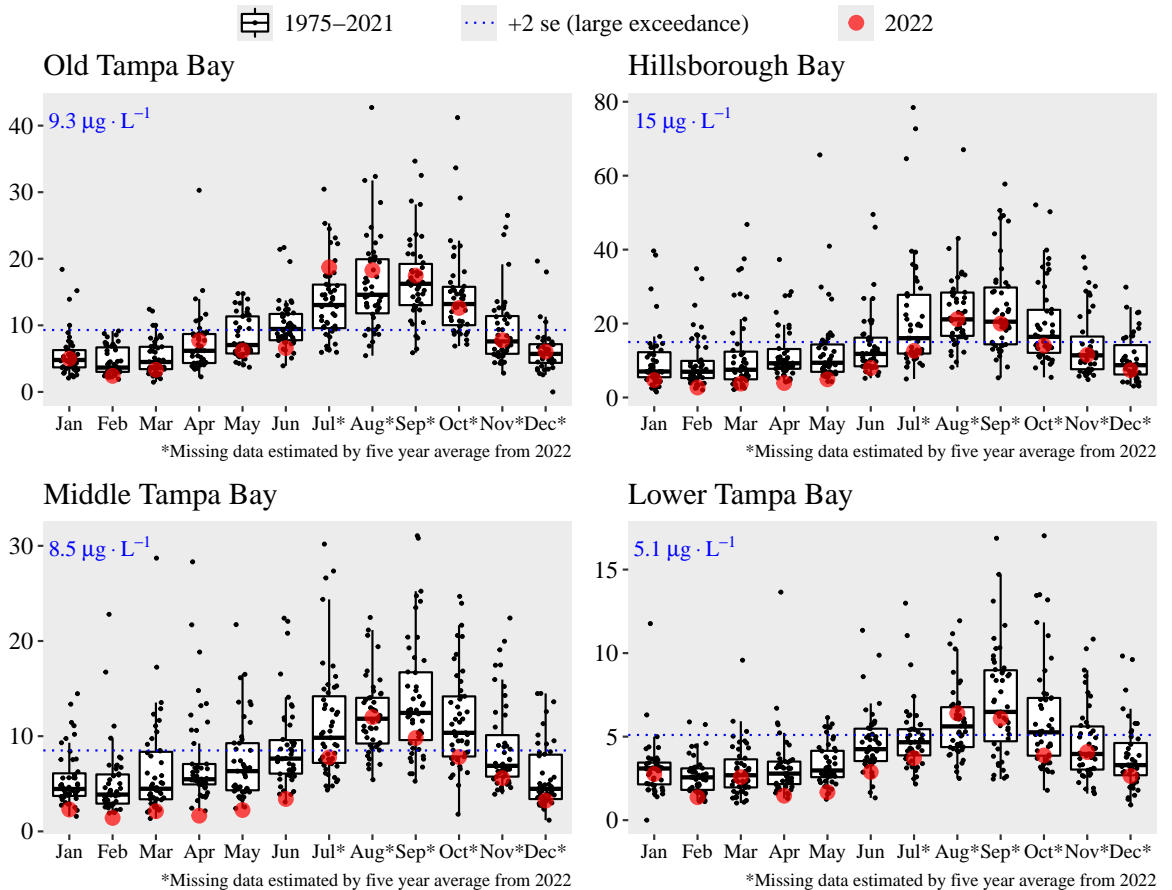 1975–2021 +2 se (large exceedance) 2022
Old Tampa Bay
9.3 μg · L⁻¹
40
30
20
10
0
Jan Feb Mar Apr May Jun Jul* Aug* Sep* Oct* Nov* Dec*
*Missing data estimated by five year average from 2022
Hillsborough Bay
15 μg · L⁻¹
80
60
40
20
0
Jan Feb Mar Apr May Jun Jul* Aug* Sep* Oct* Nov* Dec*
*Missing data estimated by five year average from 2022
Middle Tampa Bay
8.5 μg · L⁻¹
30
20
10
0
Jan Feb Mar Apr May Jun Jul* Aug* Sep* Oct* Nov* Dec*
*Missing data estimated by five year average from 2022
Lower Tampa Bay
5.1 μg · L⁻¹
15
10
5
0
Jan Feb Mar Apr May Jun Jul* Aug* Sep* Oct* Nov* Dec*
*Missing data estimated by five year average from 2022